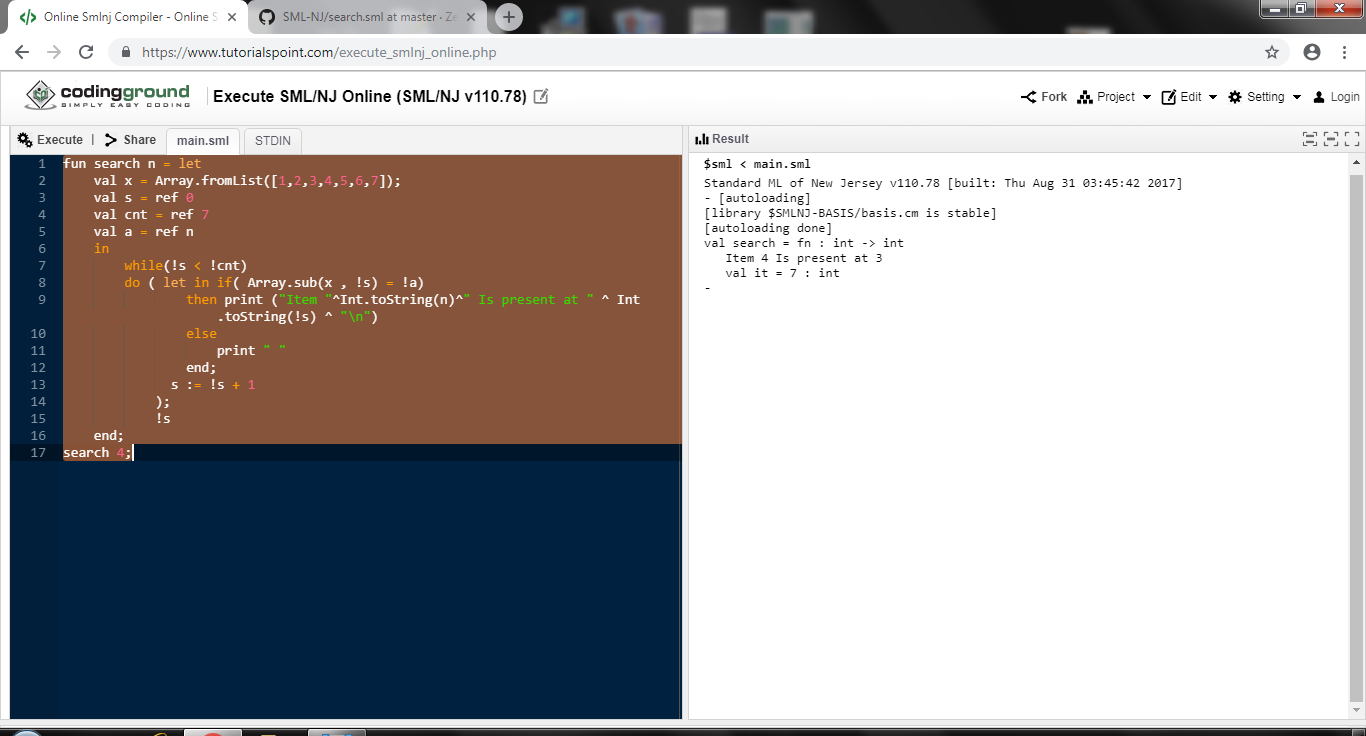 Online Smlnj Compiler - Online S
SML-NJ/search.sml at master · Ze
https://www.tutorialspoint.com/execute_smlnj_online.php
codingground
SIMPLY EASY CODING
Execute SML/NJ Online (SML/NJ v110.78)
Fork
Project
Edit
Setting
Login
Execute | Share
main.sml
STDIN
1 fun search n = let
2 val x = Array.fromList([1,2,3,4,5,6,7]);
3 val s = ref 0
4 val cnt = ref 7
5 val a = ref n
6 in
7 while(!s < !cnt)
8 do ( let in if( Array.sub(x , !s) = !a)
9 then print ("Item "^Int.toString(n)^" Is present at " ^ Int
.toString(!s) ^ "\n")
10 else
11 print " "
12 end;
13 s := !s + 1
14 );
15 !s
16 end;
17 search 4;
Result
$sml < main.sml
Standard ML of New Jersey v110.78 [built: Thu Aug 31 03:45:42 2017]
- [autoloading]
[library $SMLNJ-BASIS/basis.cm is stable]
[autoloading done]
val search = fn : int -> int
Item 4 Is present at 3
val it = 7 : int
-